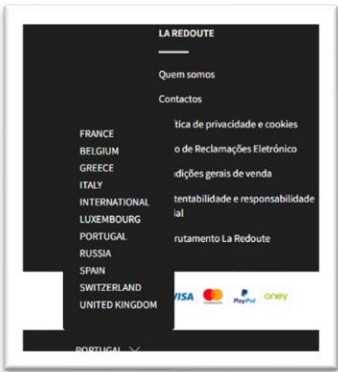 LA REDOUTE
Quem somos
Contactos
tica de privacidade e cookies
o de Reclamações Eletrónico
dições gerais de venda
tentabilidade e responsabilidade
ial
rutamento La Redoute
FRANCE
BELGIUM
GREECE
ITALY
INTERNATIONAL
LUXEMBOURG
PORTUGAL
RUSSIA
SPAIN
SWITZERLAND
UNITED KINGDOM
VISA mastercard PayPal oney
PORTUGAL